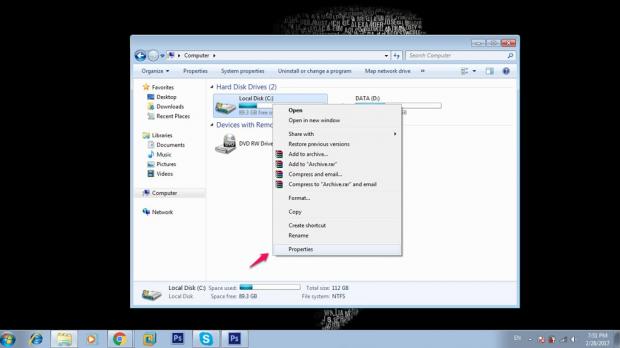 Computer
Search Computer
Organize
Properties
System properties
Uninstall or change a program
Map network drive
»
Favorites
Desktop
Downloads
Recent Places
Libraries
Documents
Music
Pictures
Videos
Computer
Network
Hard Disk Drives (2)
Local Disk (C:)
DATA (D:)
89.3 GB free o
GB
Devices with Remo
DVD RW Drive
Open
Open in new window
Share with
Restore previous versions
Add to archive...
Add to "Archive.rar"
Compress and email...
Compress to "Archive.rar" and email
Format...
Copy
Create shortcut
Rename
Properties
Local Disk (C:) Space used: Total size: 112 GB
Local Disk Space free: 89.3 GB File system: NTFS
EN
7:51 PM
2/28/2017